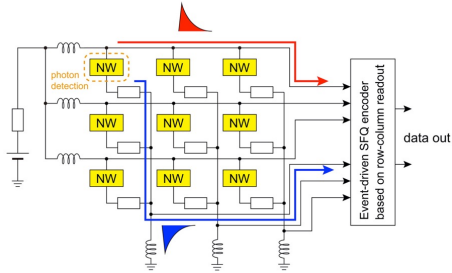 NW
NW
NW
photon
detection
NW
NW
NW
NW
NW
NW
Event-driven SFQ encoder
based on row-column readout
data out